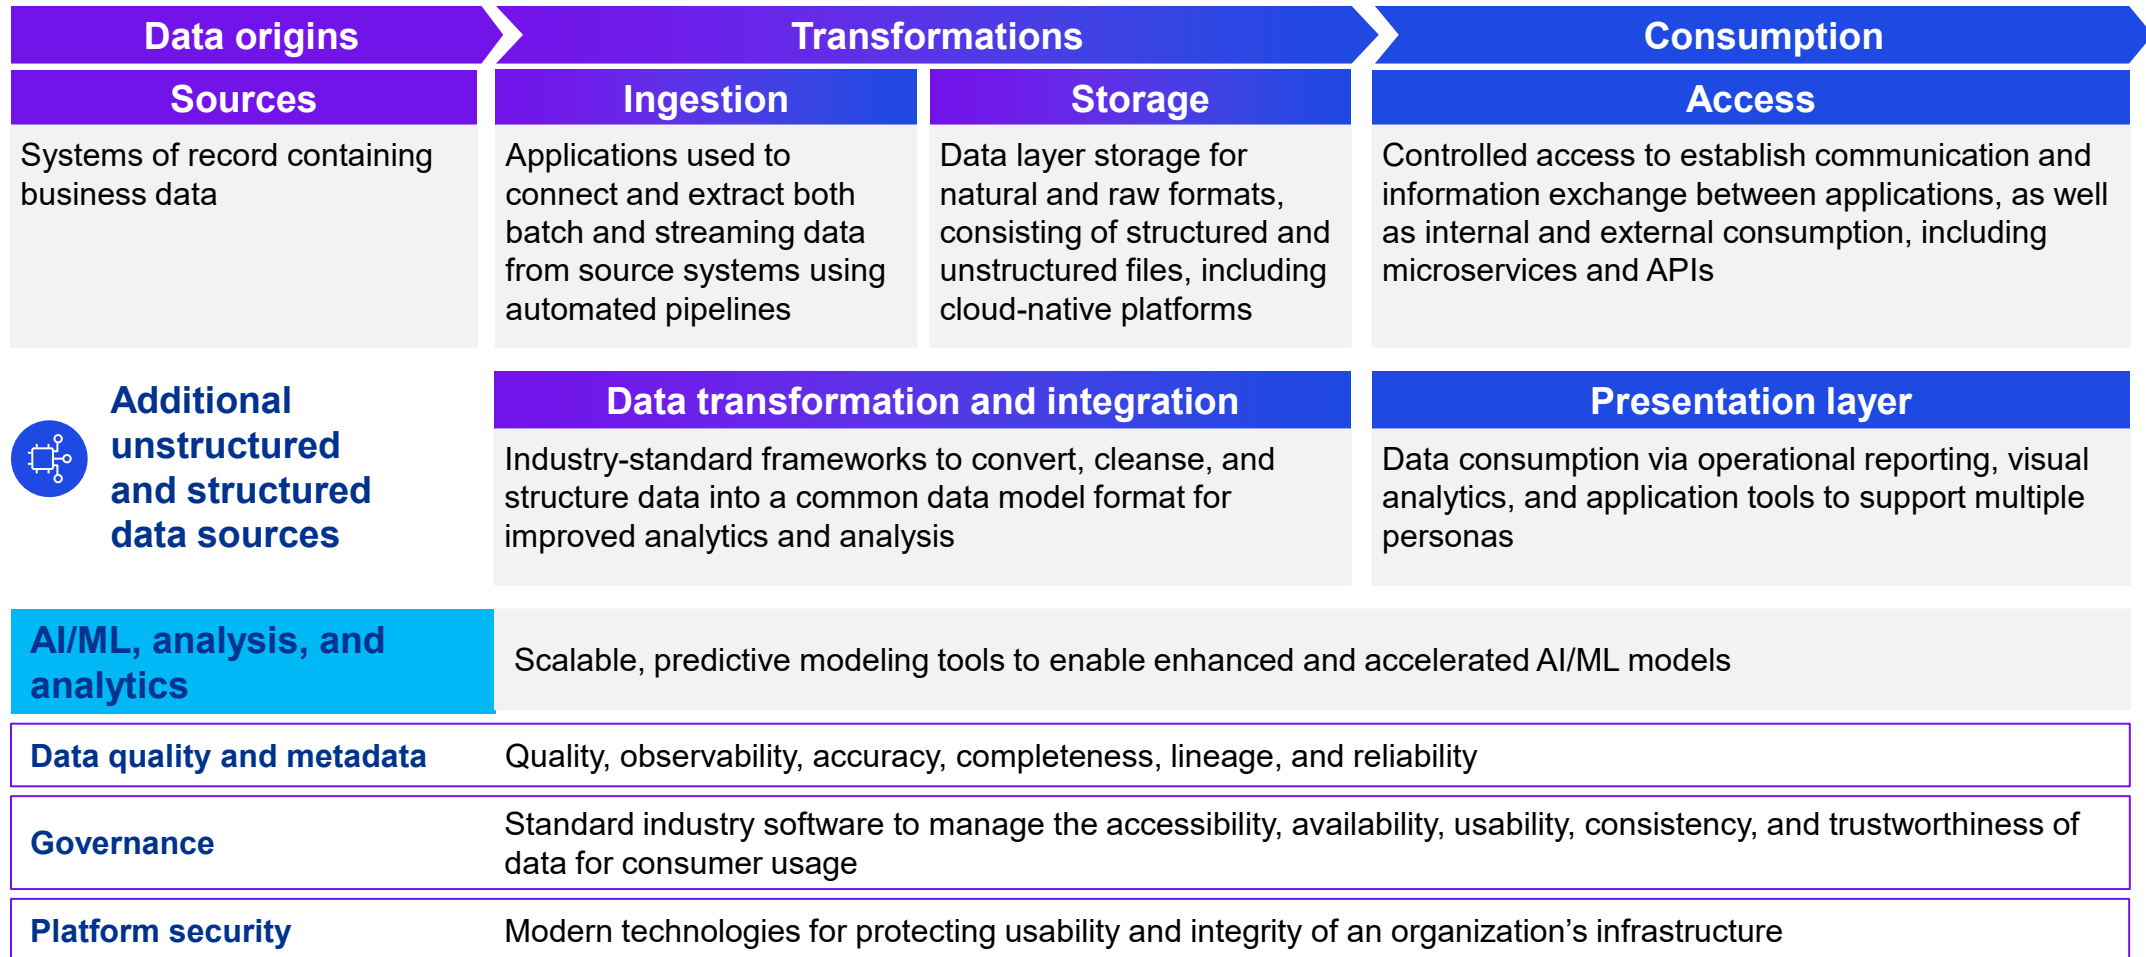 Data origins
Transformations
Consumption
Sources
Ingestion
Storage
Access
Systems of record containing
business data
Applications used to
connect and extract both
batch and streaming data
from source systems using
automated pipelines
Data layer storage for
natural and raw formats,
consisting of structured and
unstructured files, including
cloud-native platforms
Controlled access to establish communication and
information exchange between applications, as well
as internal and external consumption, including
microservices and APIs
Additional
unstructured
and structured
data sources
Data transformation and integration
Industry-standard frameworks to convert, cleanse, and
structure data into a common data model format for
improved analytics and analysis
Presentation layer
Data consumption via operational reporting, visual
analytics, and application tools to support multiple
personas
AI/ML, analysis, and
analytics
Scalable, predictive modeling tools to enable enhanced and accelerated AI/ML models
Data quality and metadata
Quality, observability, accuracy, completeness, lineage, and reliability
Governance
Standard industry software to manage the accessibility, availability, usability, consistency, and trustworthiness of
data for consumer usage
Platform security
Modern technologies for protecting usability and integrity of an organization’s infrastructure